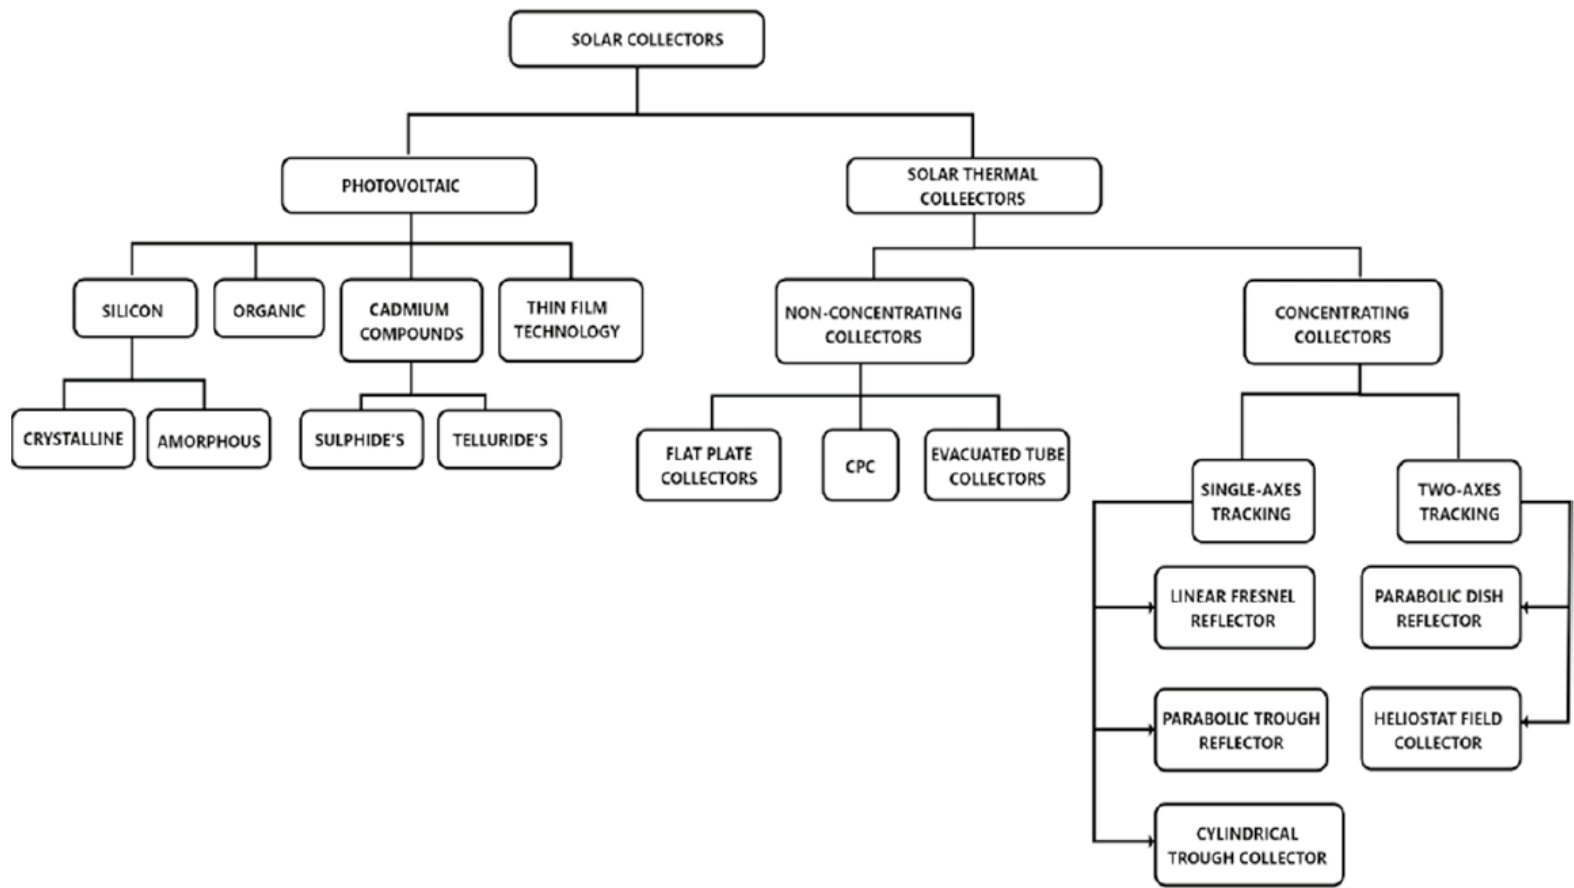 SOLAR COLLECTORS
PHOTOVOLTAIC
SOLAR THERMAL
COLLEECTORS
SILICON
ORGANIC
CADMIUM
COMPOUNDS
THIN FILM
TECHNOLOGY
NON-CONCENTRATING
COLLECTORS
CONCENTRATING
COLLECTORS
CRYSTALLINE
AMORPHOUS
SULPHIDE'S
TELLURIDE'S
FLAT PLATE
COLLECTORS
CPC
EVACUATED TUBE
COLLECTORS
SINGLE-AXES
TRACKING
TWO-AXES
TRACKING
LINEAR FRESNEL
REFLECTOR
PARABOLIC DISH
REFLECTOR
PARABOLIC TROUGH
REFLECTOR
HELIOSTAT FIELD
COLLECTOR
CYLINDRICAL
TROUGH COLLECTOR